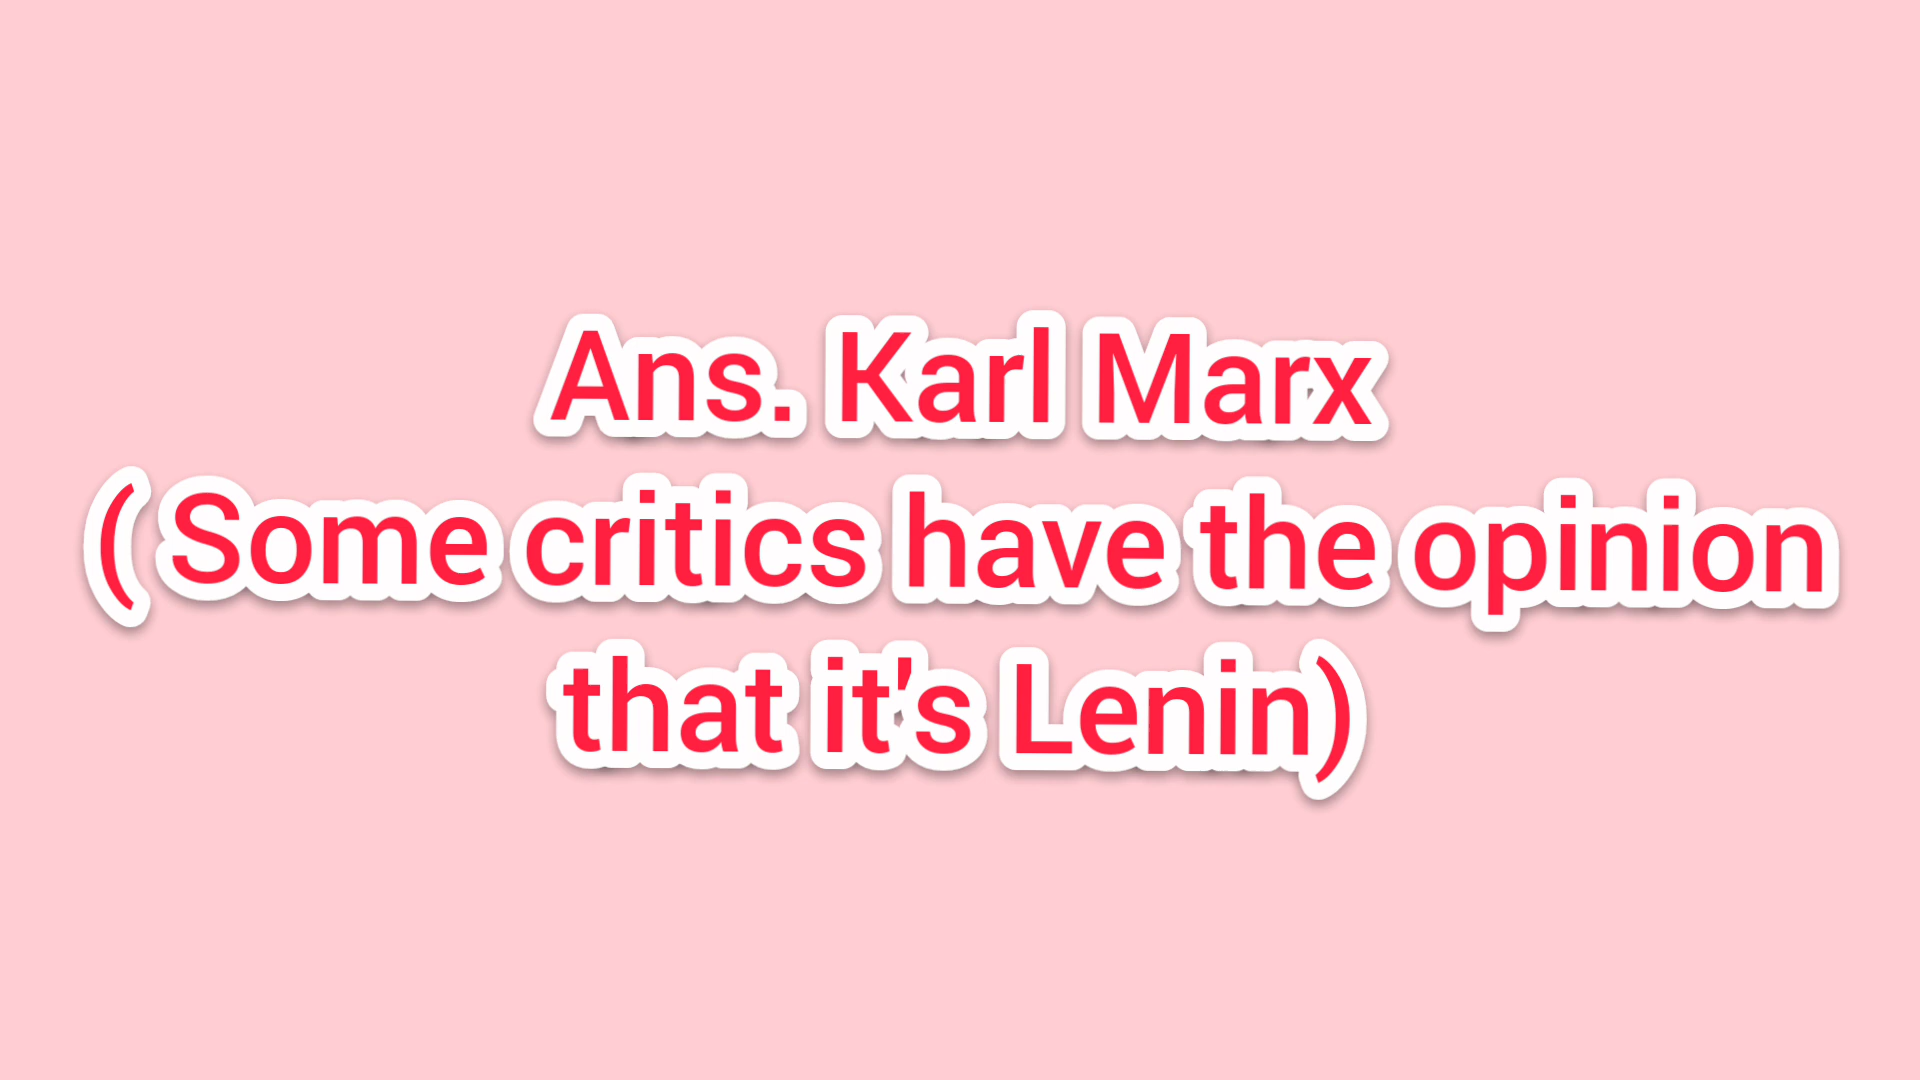 Ans. Karl Marx
( Some critics have the opinion
that it's Lenin)